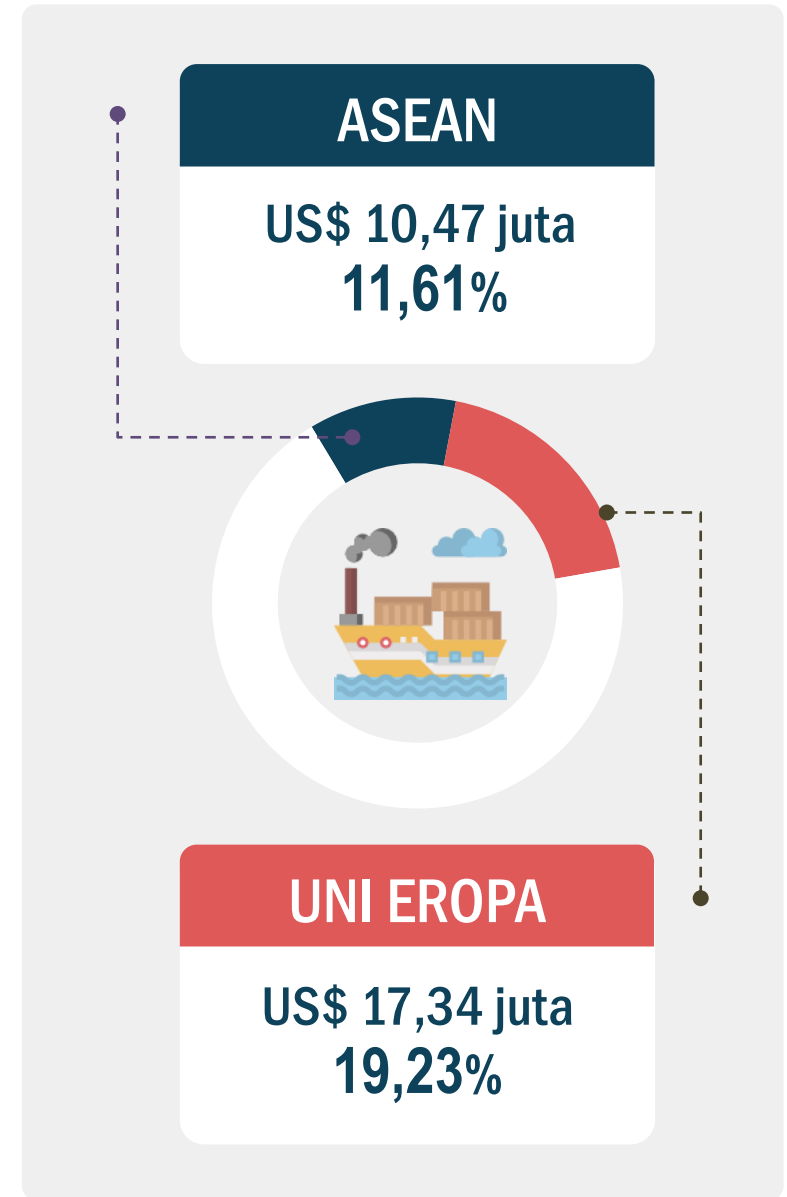 ASEAN
US$ 10,47 juta
11,61%
UNI EROPA
US$ 17,34 juta
19,23%